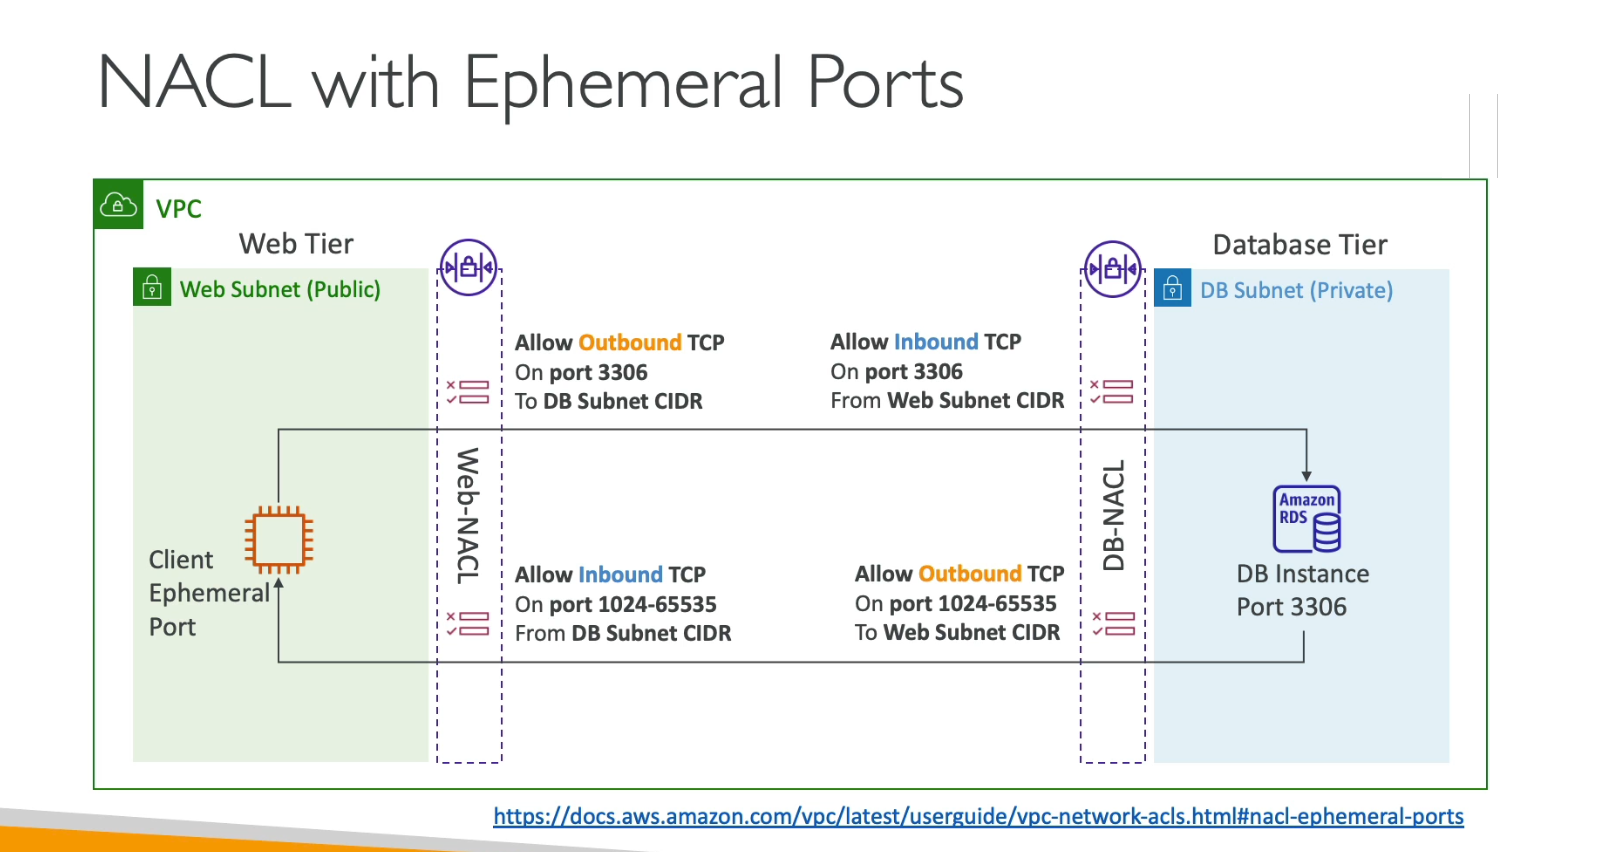 NACL with Ephemeral Ports
VPC
Web Tier
Database Tier
Web Subnet (Public)
DB Subnet (Private)
Allow Outbound TCP
On port 3306
To DB Subnet CIDR
Allow Inbound TCP
On port 3306
From Web Subnet CIDR
Web-NACL
DB-NACL
Amazon
RDS
Client
Ephemeral
Port
DB Instance
Port 3306
Allow Inbound TCP
On port 1024-65535
From DB Subnet CIDR
Allow Outbound TCP
On port 1024-65535
To Web Subnet CIDR
https://docs.aws.amazon.com/vpc/latest/userguide/vpc-network-acls.html#nacl-ephemeral-ports